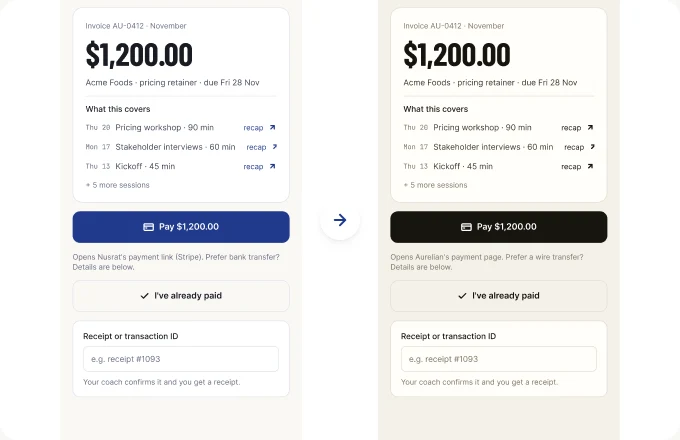 Invoice AU-0412 · November
$1,200.00
Acme Foods · pricing retainer · due Fri 28 Nov
What this covers
Thu 20 Pricing workshop · 90 min recap
Mon 17 Stakeholder interviews · 60 min recap
Thu 13 Kickoff · 45 min recap
+ 5 more sessions
Pay $1,200.00
Opens Nusrat's payment link (Stripe). Prefer bank transfer?
Details are below.
I've already paid
Receipt or transaction ID
e.g. receipt #1093
Your coach confirms it and you get a receipt.
Invoice AU-0412 · November
$1,200.00
Acme Foods · pricing retainer · due Fri 28 Nov
What this covers
Thu 20 Pricing workshop · 90 min recap
Mon 17 Stakeholder interviews · 60 min recap
Thu 13 Kickoff · 45 min recap
+ 5 more sessions
Pay $1,200.00
Opens Aurelian's payment page. Prefer a wire transfer?
Details are below.
I've already paid
Receipt or transaction ID
e.g. receipt #1093
Your coach confirms it and you get a receipt.